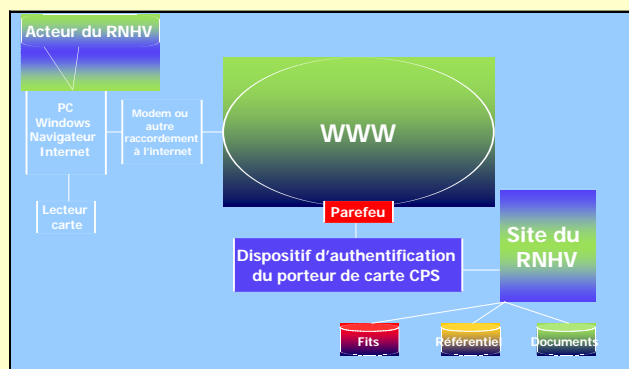 Acteur du RNHV
PC
Windows
Navigateur
Internet
Modem ou
autre
raccordement
à l'internet
WWW
Lecteur
carte
Parefeu
Dispositif d'authentification
du porteur de carte CPS
Site du
RNHV
Fits
Référentiel
Documents